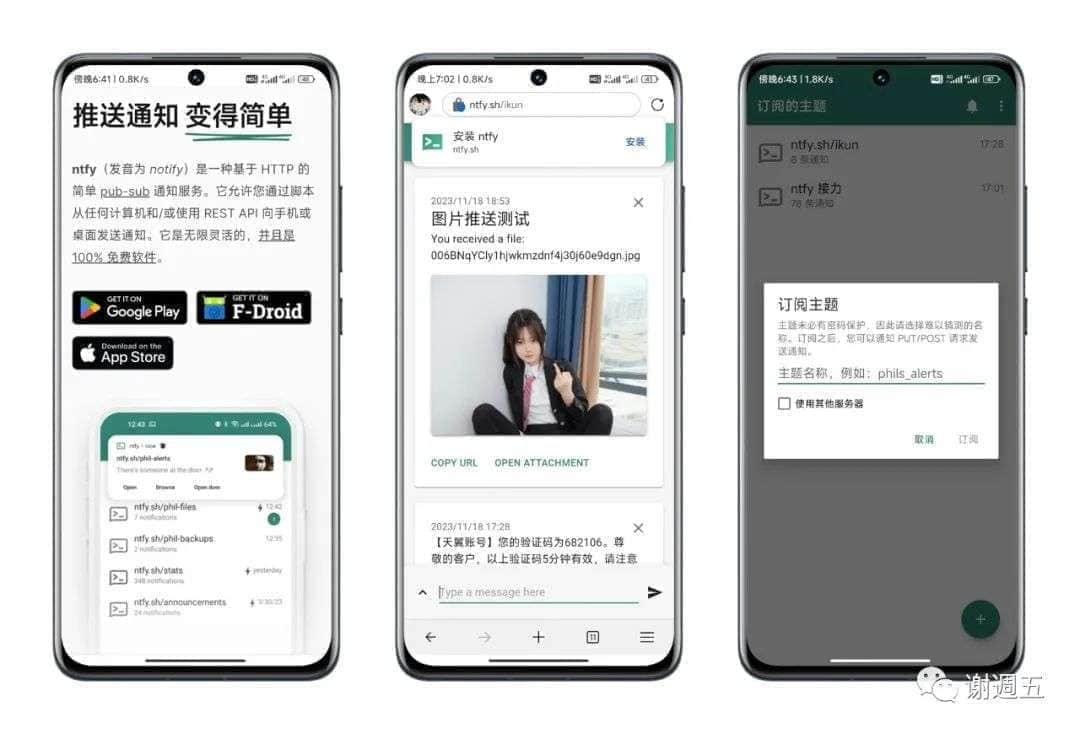 傍晚6:41 | 0.8K/s
推送通知 变得简单
ntfy（发音为 notify）是一种基于 HTTP 的
简单 pub-sub 通知服务。它允许您通过脚本
从任何计算机和/或使用 REST API 向手机或
桌面发送通知。它是无限灵活的，并且是
100% 免费软件。
GET IT ON
Google Play
GET IT ON
F-Droid
Download on the
App Store
12:43
64%
ntfy • now
ntfy.sh/phil-alerts
There's someone at the door
Open Browse Open door
ntfy.sh/phil-files
12:42
7 notifications
ntfy.sh/phil-backups
12:35
2 notifications
ntfy.sh/stats
yesterday
348 notifications
ntfy.sh/announcements
1/30/23
24 notifications
晚上7:02 | 0.8K/s
ntfy.sh/ikun
安装 ntfy
ntfy.sh
安装
2023/11/18 18:53
图片推送测试
You received a file:
006BNqYCly1hjwkmzdnf4j30j60e9dgn.jpg
COPY URL OPEN ATTACHMENT
2023/11/18 17:28
【天翼账号】您的验证码为682106。尊
敬的客户，以上验证码5分钟有效，请注意
Type a message here
11
傍晚6:43 | 1.8K/s
订阅的主题
ntfy.sh/ikun
17:28
8 条通知
ntfy 接力
17:01
78 条通知
订阅主题
主题未必有密码保护，因此请选择难以猜测的名
称。订阅之后，您可以通知 PUT/POST 请求发
送通知。
主题名称，例如：phils_alerts
使用其他服务器
取消 订阅
谢週五